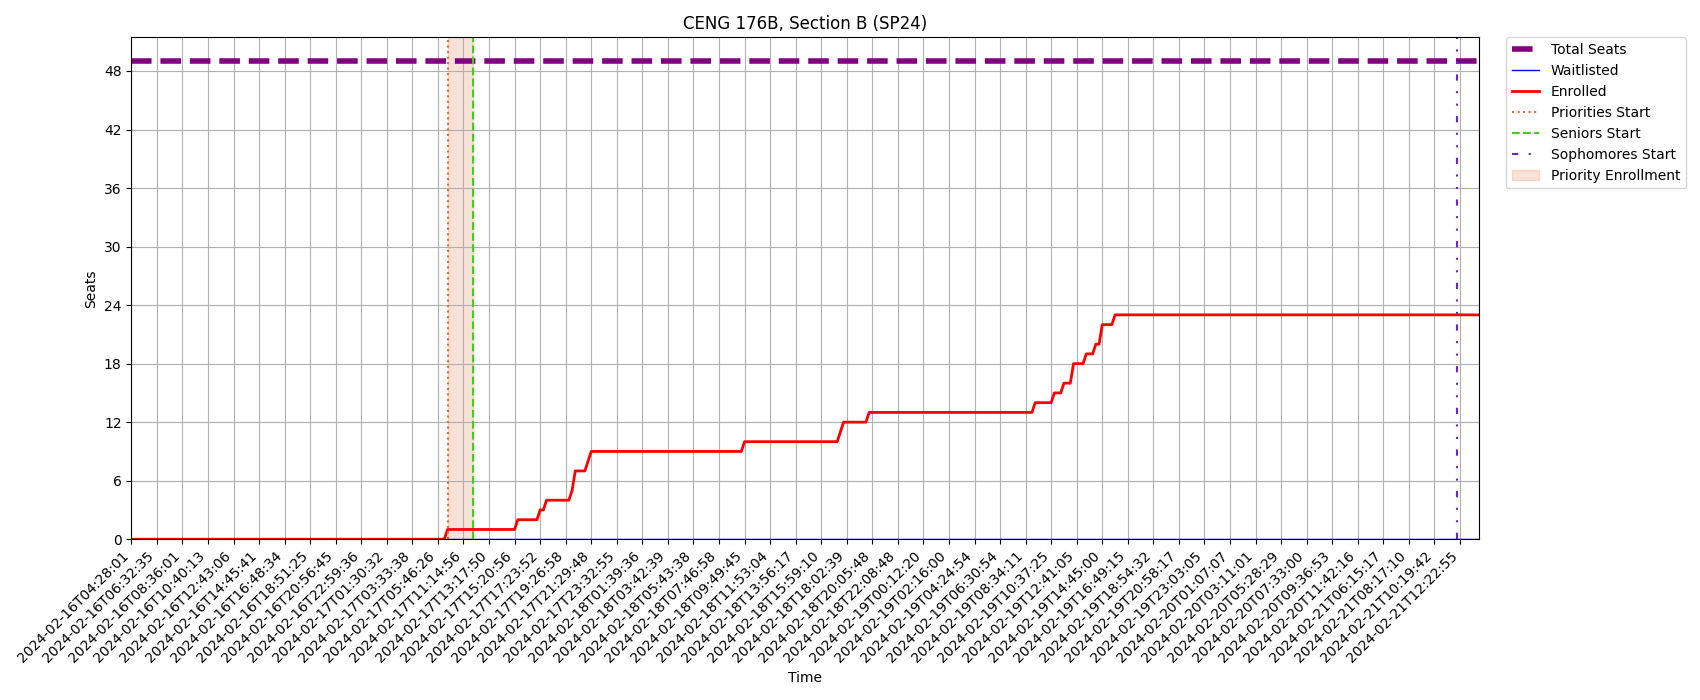 CENG 176B, Section B (SP24)
Total Seats
Waitlisted
Enrolled
Priorities Start
Seniors Start
Sophomores Start
Priority Enrollment
Seats
48
42
36
30
24
18
12
6
0
2024-02-16T04:28:01
2024-02-16T06:32:35
2024-02-16T08:36:01
2024-02-16T10:40:13
2024-02-16T12:43:06
2024-02-16T14:45:41
2024-02-16T16:48:34
2024-02-16T18:51:25
2024-02-16T20:56:45
2024-02-16T22:59:36
2024-02-17T01:30:32
2024-02-17T03:33:38
2024-02-17T05:46:26
2024-02-17T11:14:56
2024-02-17T13:17:50
2024-02-17T15:20:56
2024-02-17T17:23:52
2024-02-17T19:26:58
2024-02-17T21:29:48
2024-02-17T23:32:55
2024-02-18T01:39:36
2024-02-18T03:42:39
2024-02-18T05:43:38
2024-02-18T07:46:58
2024-02-18T09:49:45
2024-02-18T11:53:04
2024-02-18T13:56:17
2024-02-18T15:59:10
2024-02-18T18:02:39
2024-02-18T20:05:48
2024-02-18T22:08:48
2024-02-19T00:12:20
2024-02-19T02:16:00
2024-02-19T04:24:54
2024-02-19T06:30:54
2024-02-19T08:34:11
2024-02-19T10:37:25
2024-02-19T12:41:05
2024-02-19T14:45:00
2024-02-19T16:49:15
2024-02-19T18:54:32
2024-02-19T20:58:17
2024-02-19T23:03:05
2024-02-20T01:07:07
2024-02-20T03:11:01
2024-02-20T05:28:29
2024-02-20T07:33:00
2024-02-20T09:36:53
2024-02-20T11:42:16
2024-02-21T06:15:17
2024-02-21T08:17:10
2024-02-21T10:19:42
2024-02-21T12:22:55
Time